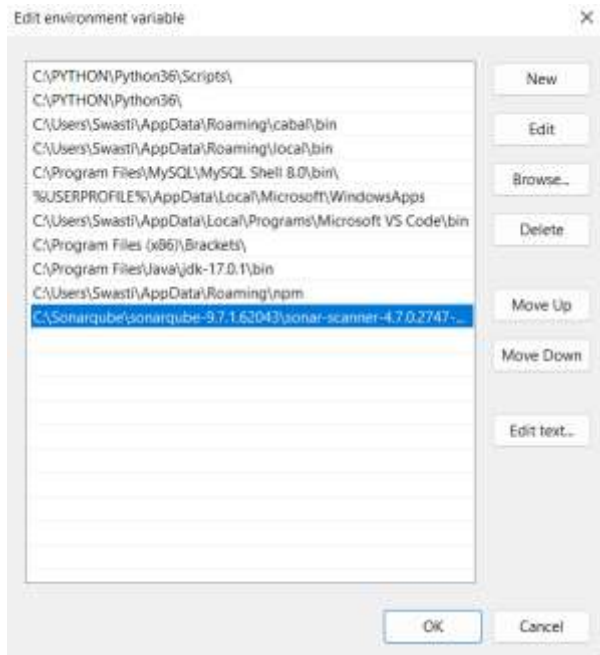 Edit environment variable
C:\PYTHON\Python36\Scripts\
C:\PYTHON\Python36\
C:\Users\Swasti\AppData\Roaming\cabal\bin
C:\Users\Swasti\AppData\Roaming\local\bin
C:\Program Files\MySQL\MySQL Shell 8.0\bin\
%USERPROFILE%\AppData\Local\Microsoft\WindowsApps
C:\Users\Swasti\AppData\Local\Programs\Microsoft VS Code\bin
C:\Program Files (x86)\Brackets\
C:\Program Files\Java\jdk-17.0.1\bin
C:\Users\Swasti\AppData\Roaming\npm
C:\Sonarqube\sonarqube-9.7.1.62043\sonar-scanner-4.7.0.2747-...
New
Edit
Browse...
Delete
Move Up
Move Down
Edit text...
OK
Cancel